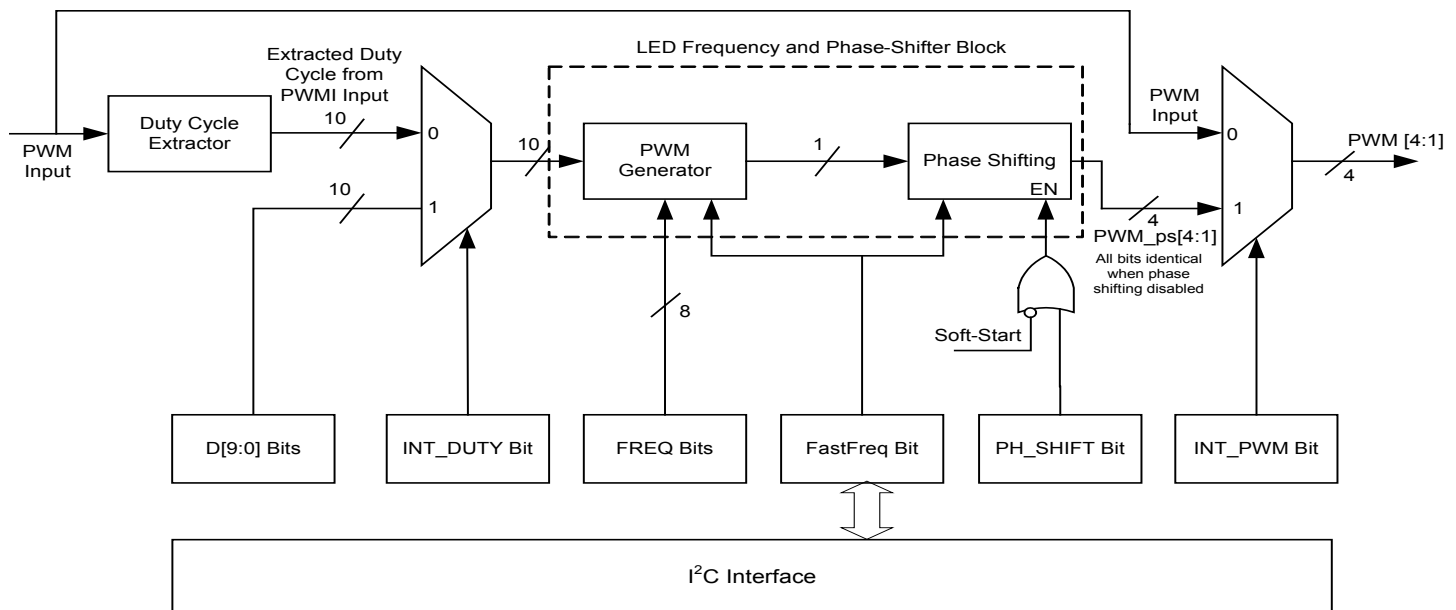 LED Frequency and Phase-Shifter Block
Extracted Duty
Cycle from
PWMI Input
PWM
Input
Duty Cycle
Extractor
10
0
10
1
10
PWM
Generator
1
Phase Shifting
EN
PWM
Input
0
4
1
PWM_ps[4:1]
All bits identical
when phase
shifting disabled
PWM [4:1]
4
8
Soft-Start
D[9:0] Bits
INT_DUTY Bit
FREQ Bits
FastFreq Bit
PH_SHIFT Bit
INT_PWM Bit
I²C Interface